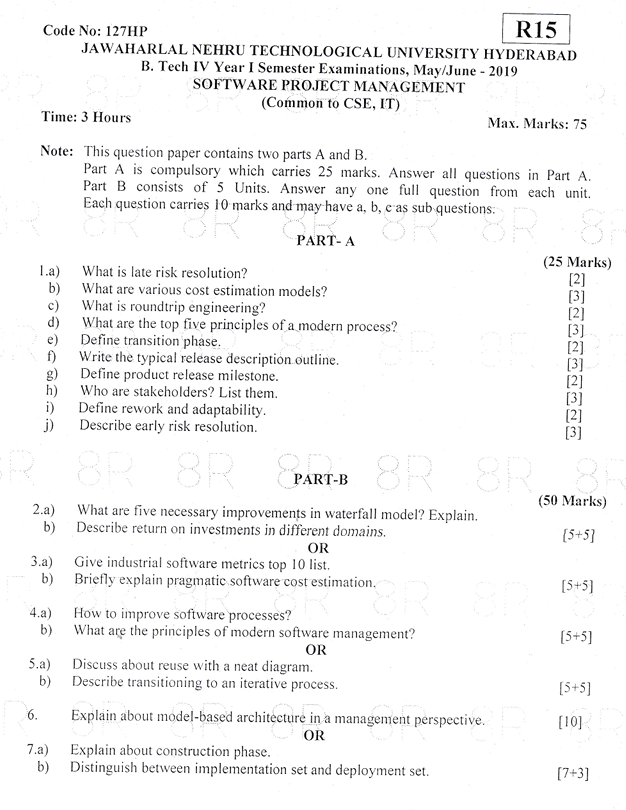 Code No: 127HP
R15
JAWAHARLAL NEHRU TECHNOLOGICAL UNIVERSITY HYDERABAD
B. Tech IV Year I Semester Examinations, May/June - 2019
SOFTWARE PROJECT MANAGEMENT
(Common to CSE, IT)
Time: 3 Hours
Max. Marks: 75
Note: This question paper contains two parts A and B.
Part A is compulsory which carries 25 marks. Answer all questions in Part A.
Part B consists of 5 Units. Answer any one full question from each unit.
Each question carries 10 marks and may have a, b, c as sub questions.
PART- A
(25 Marks)
1.a) What is late risk resolution? [2]
b) What are various cost estimation models? [3]
c) What is roundtrip engineering? [2]
d) What are the top five principles of a modern process? [3]
e) Define transition phase. [2]
f) Write the typical release description outline. [3]
g) Define product release milestone. [2]
h) Who are stakeholders? List them. [3]
i) Define rework and adaptability. [2]
j) Describe early risk resolution. [3]
8R 8R 8R 8R 8R 8R
PART-B
(50 Marks)
2.a) What are five necessary improvements in waterfall model? Explain.
b) Describe return on investments in different domains. [5+5]
OR
3.a) Give industrial software metrics top 10 list.
b) Briefly explain pragmatic software cost estimation. [5+5]
4.a) How to improve software processes?
b) What are the principles of modern software management? [5+5]
OR
5.a) Discuss about reuse with a neat diagram.
b) Describe transitioning to an iterative process. [5+5]
6. Explain about model-based architecture in a management perspective. [10]
OR
7.a) Explain about construction phase.
b) Distinguish between implementation set and deployment set. [7+3]